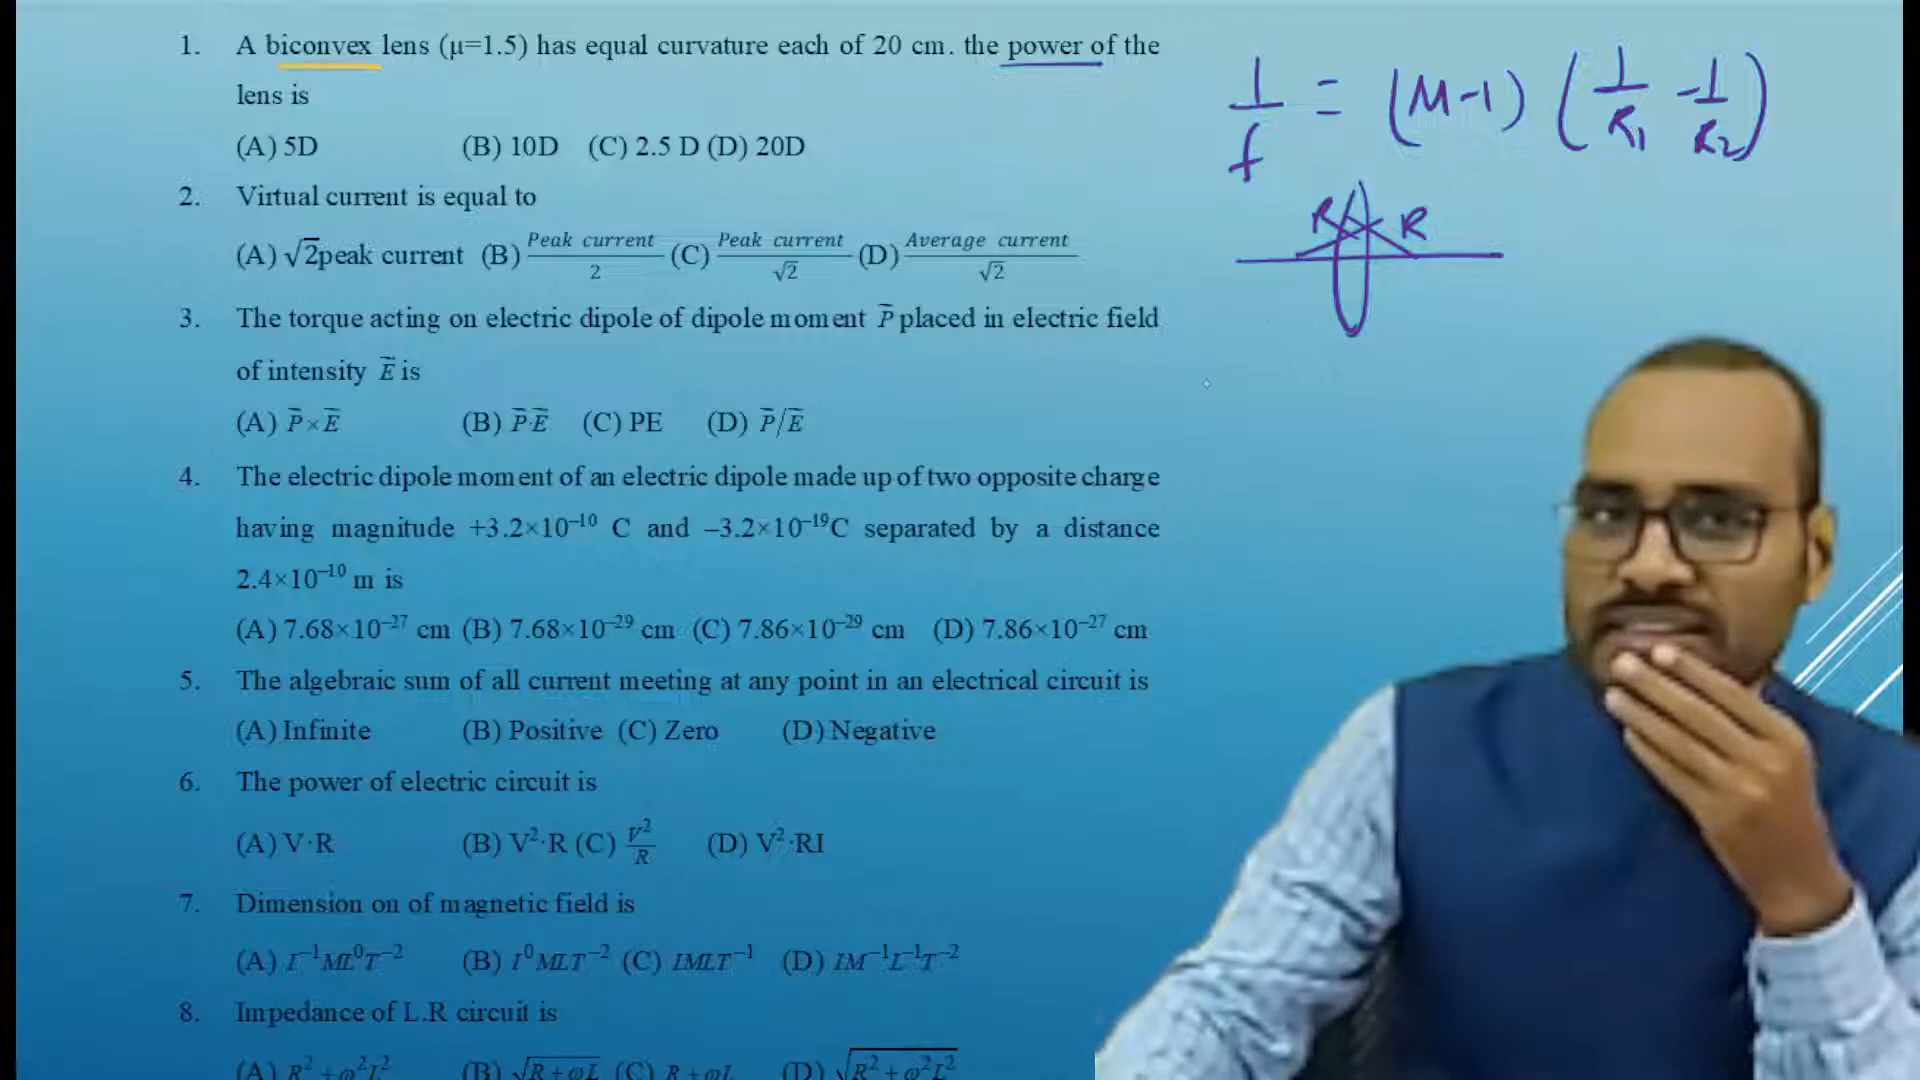 1. A biconvex lens (μ=1.5) has equal curvature each of 20 cm. the power of the
lens is
(A) 5D (B) 10D (C) 2.5 D (D) 20D
2. Virtual current is equal to
(A) √2peak current (B) Peak current/2 (C) Peak current/√2 (D) Average current/√2
3. The torque acting on electric dipole of dipole moment P̄ placed in electric field
of intensity Ē is
(A) P̄×Ē (B) P̄·Ē (C) PE (D) P̄/Ē
4. The electric dipole moment of an electric dipole made up of two opposite charge
having magnitude +3.2×10⁻¹⁰ C and –3.2×10⁻¹⁹C separated by a distance
2.4×10⁻¹⁰ m is
(A) 7.68×10⁻²⁷ cm (B) 7.68×10⁻²⁹ cm (C) 7.86×10⁻²⁹ cm (D) 7.86×10⁻²⁷ cm
5. The algebraic sum of all current meeting at any point in an electrical circuit is
(A) Infinite (B) Positive (C) Zero (D) Negative
6. The power of electric circuit is
(A) V·R (B) V²·R (C) V²/R (D) V²·RI
7. Dimension on of magnetic field is
(A) I⁻¹ML⁰T⁻² (B) I⁰MLT⁻² (C) IMLT⁻¹ (D) IM⁻¹L⁻¹T⁻²
8. Impedance of L.R circuit is
(A) R²+ω²L² (B) √R+ωL (C) R+ωL (D) √R²+ω²L²
1/f = (M-1) (1/R₁ - 1/R₂)
R R